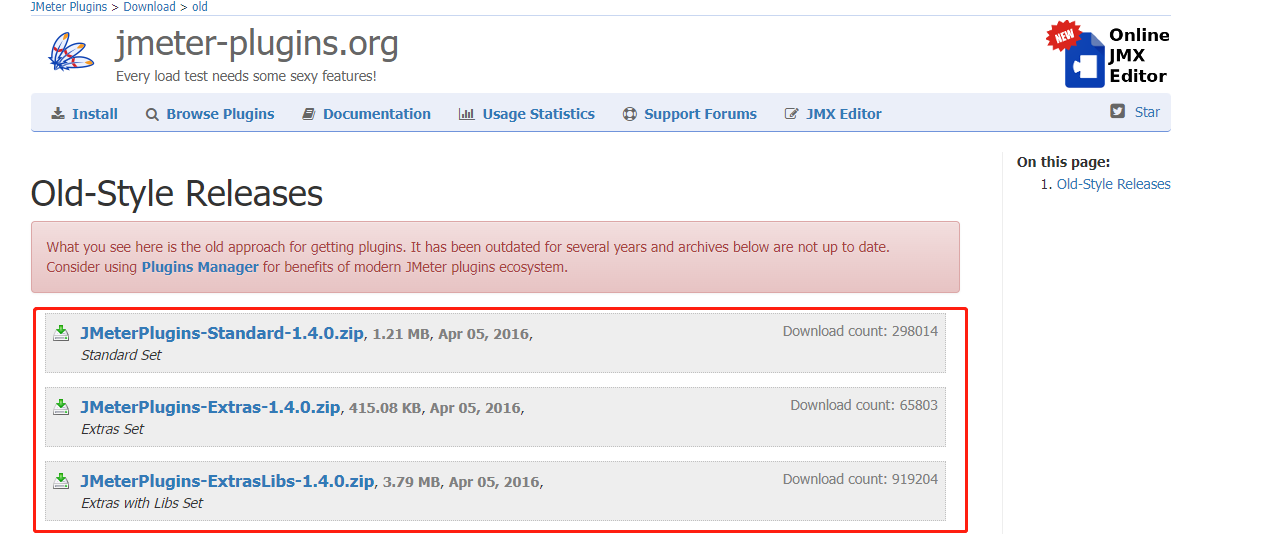 JMeter Plugins > Download > old
jmeter-plugins.org
Every load test needs some sexy features!
NEW
Online
JMX
Editor
Install Browse Plugins Documentation Usage Statistics Support Forums JMX Editor Star
On this page:
1. Old-Style Releases
Old-Style Releases
What you see here is the old approach for getting plugins. It has been outdated for several years and archives below are not up to date.
Consider using Plugins Manager for benefits of modern JMeter plugins ecosystem.
JMeterPlugins-Standard-1.4.0.zip, 1.21 MB, Apr 05, 2016, Download count: 298014
Standard Set
JMeterPlugins-Extras-1.4.0.zip, 415.08 KB, Apr 05, 2016, Download count: 65803
Extras Set
JMeterPlugins-ExtrasLibs-1.4.0.zip, 3.79 MB, Apr 05, 2016, Download count: 919204
Extras with Libs Set